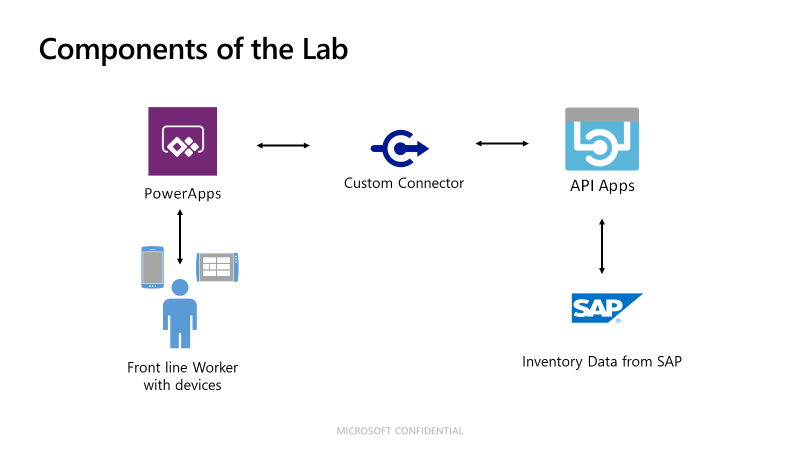 Components of the Lab
PowerApps
Custom Connector
API Apps
SAP
®
Front line Worker
with devices
Inventory Data from SAP
MICROSOFT CONFIDENTIAL